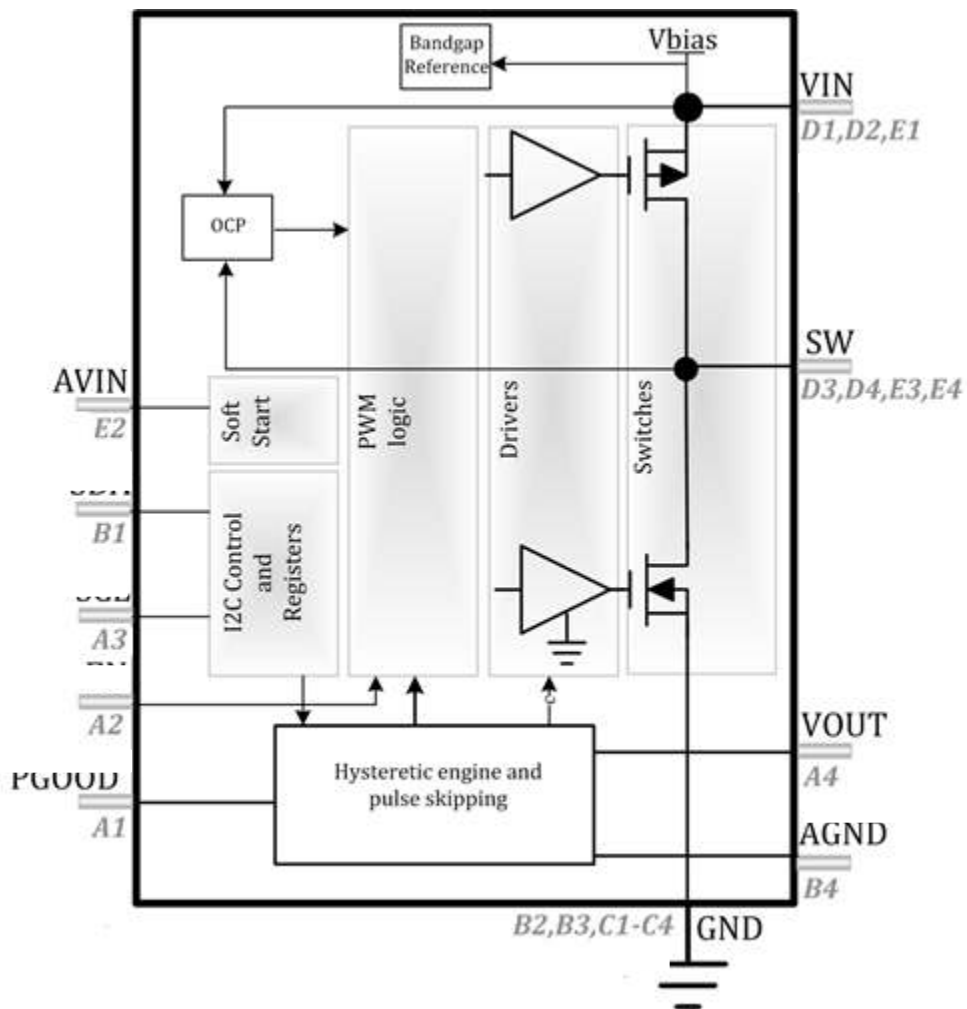 Bandgap
Reference
Vbias
VIN
D1,D2,E1
OCP
SW
D3,D4,E3,E4
AVIN
E2
Soft
Start
PWM
logic
Drivers
Switches
B1
I2C Control
and
Registers
A3
A2
C
VOUT
A4
Hysteretic engine and
pulse skipping
PGOOD
A1
AGND
B4
B2,B3,C1-C4
GND